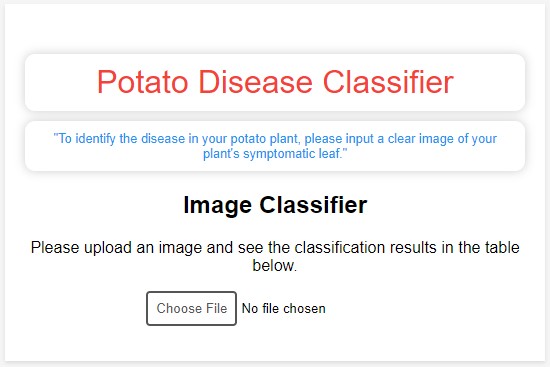 Potato Disease Classifier
"To identify the disease in your potato plant, please input a clear image of your
plant's symptomatic leaf."
Image Classifier
Please upload an image and see the classification results in the table
below.
Choose File No file chosen